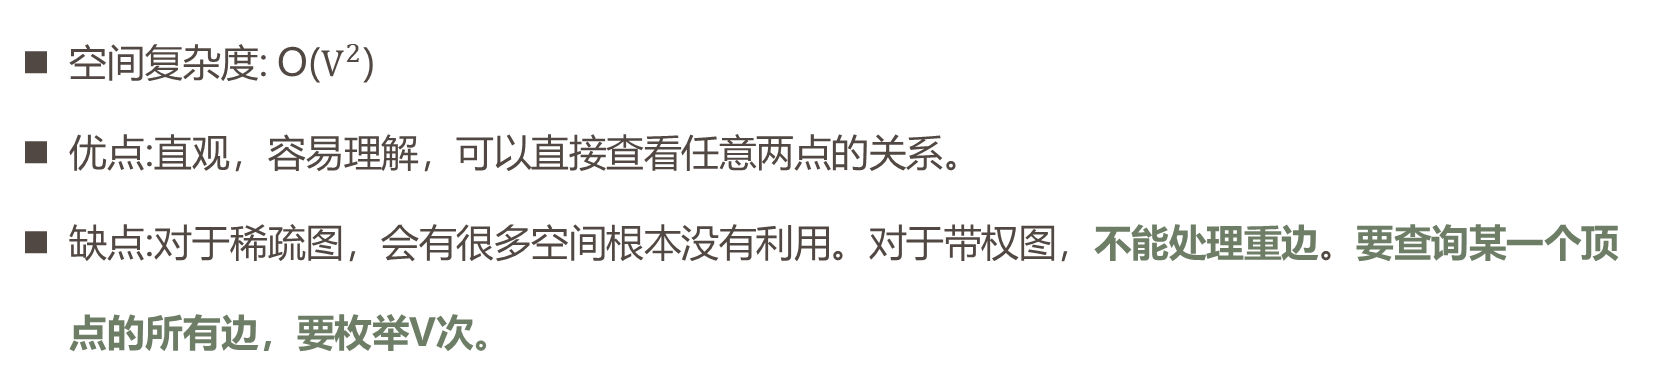 ■ 空间复杂度: O(V²)
■ 优点:直观，容易理解，可以直接查看任意两点的关系。
■ 缺点:对于稀疏图，会有很多空间根本没有利用。对于带权图，不能处理重边。要查询某一个顶
点的所有边，要枚举V次。